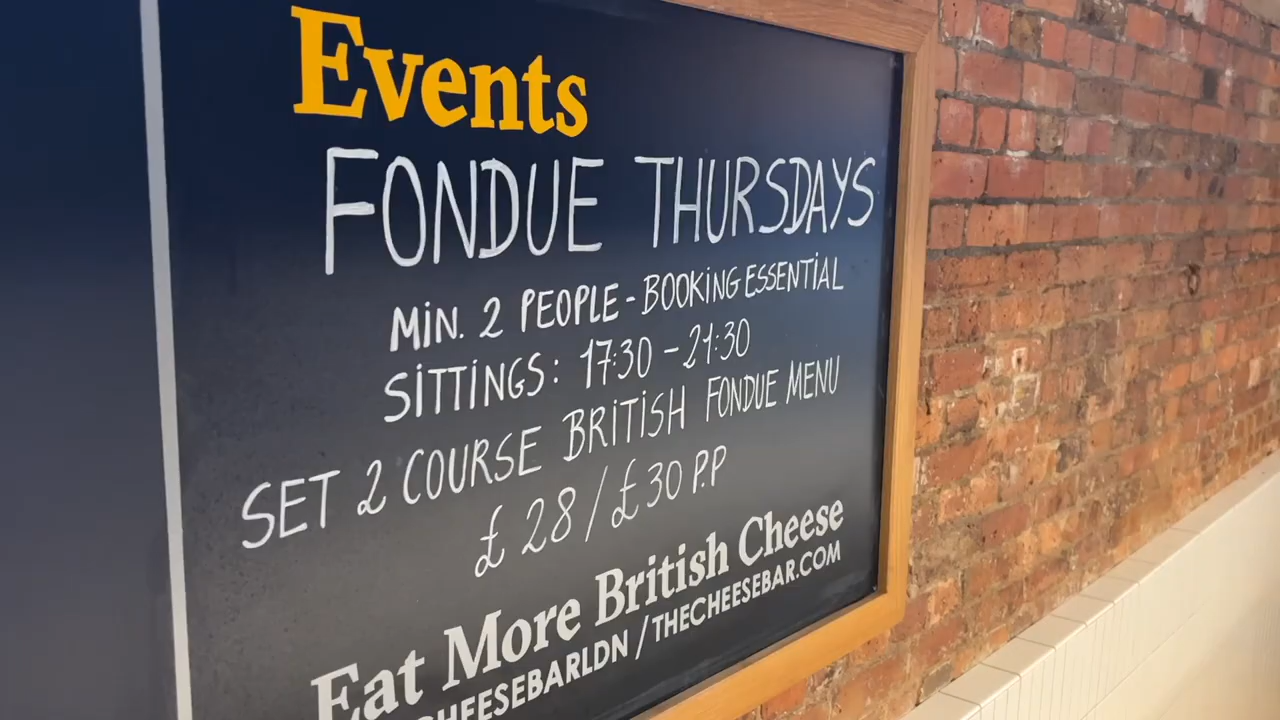 Events
FONDUE THURSDAYS
MiN. 2 PEOPLE - BOOKiNG ESSENTiAL
SiTTiNGS: 17:30 - 21:30
SET 2 COURSE BRiTiSH FONDUE MENU
£28/£30 P.P
Eat More British Cheese
CHEESEBARLDN / THECHEESEBAR.COM